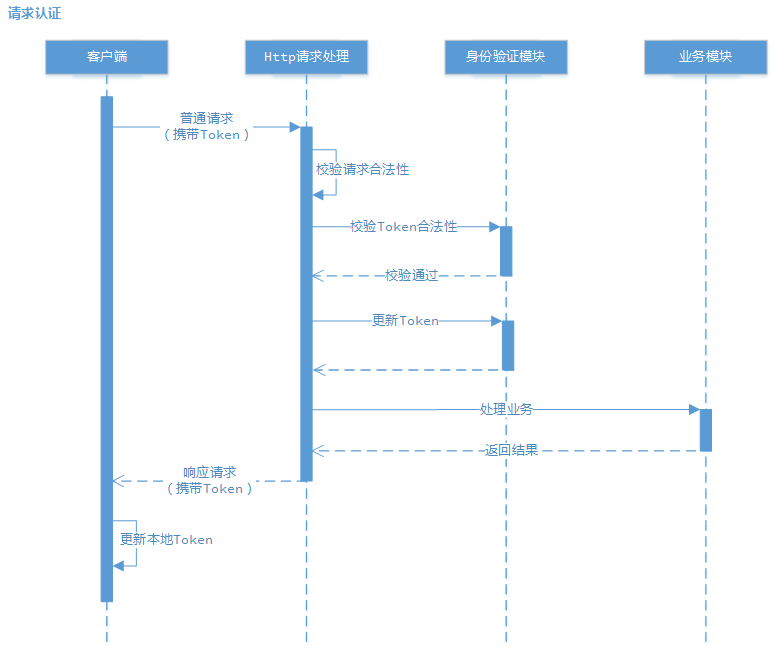 请求认证
客户端
Http请求处理
身份验证模块
业务模块
普通请求
（携带Token）
校验请求合法性
校验Token合法性
校验通过
更新Token
处理业务
返回结果
响应请求
（携带Token）
更新本地Token